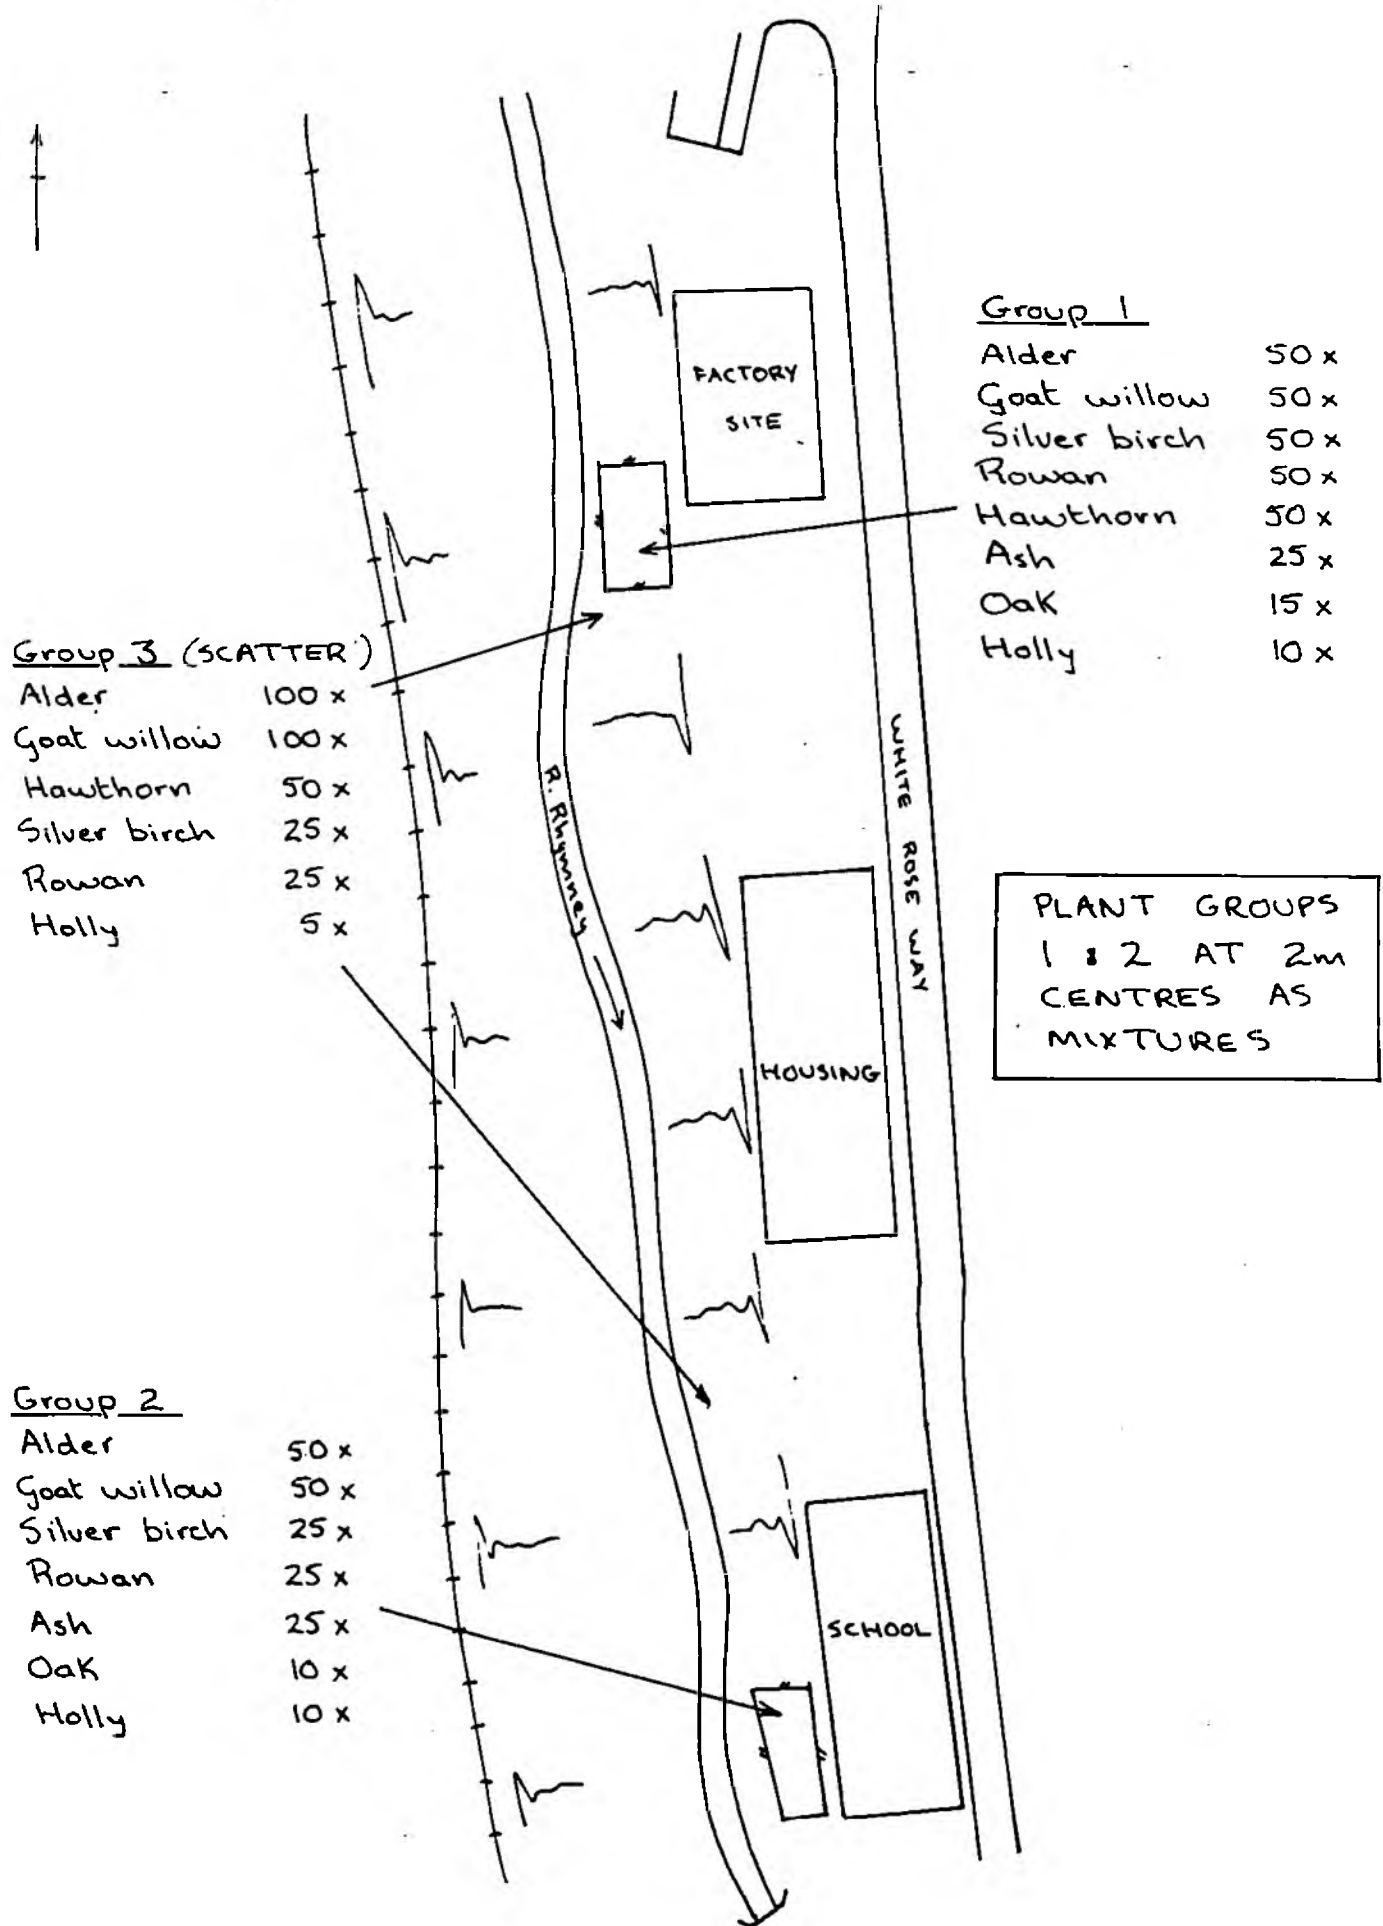 FACTORY
SITE
Group 1
Alder 50 x
Goat willow 50 x
Silver birch 50 x
Rowan 50 x
Hawthorn 50 x
Ash 25 x
Oak 15 x
Holly 10 x
Group 3 (SCATTER)
Alder 100 x
Goat willow 100 x
Hawthorn 50 x
Silver birch 25 x
Rowan 25 x
Holly 5 x
R. Rhymney
WHITE ROSE WAY
PLANT GROUPS
1 & 2 AT 2m
CENTRES AS
MIXTURES
HOUSING
Group 2
Alder 50 x
Goat willow 50 x
Silver birch 25 x
Rowan 25 x
Ash 25 x
Oak 10 x
Holly 10 x
SCHOOL